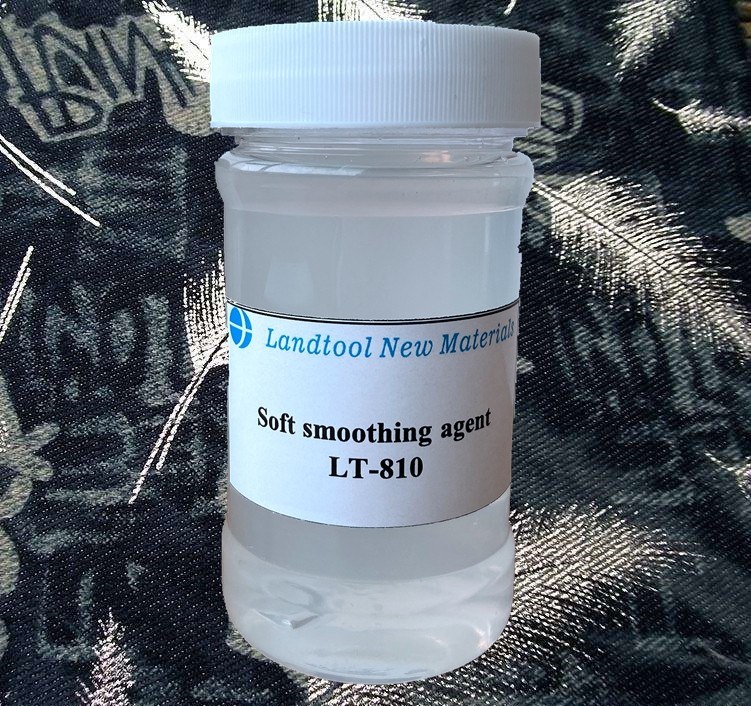 Landtool New Materials
Soft smoothing agent
LT-810